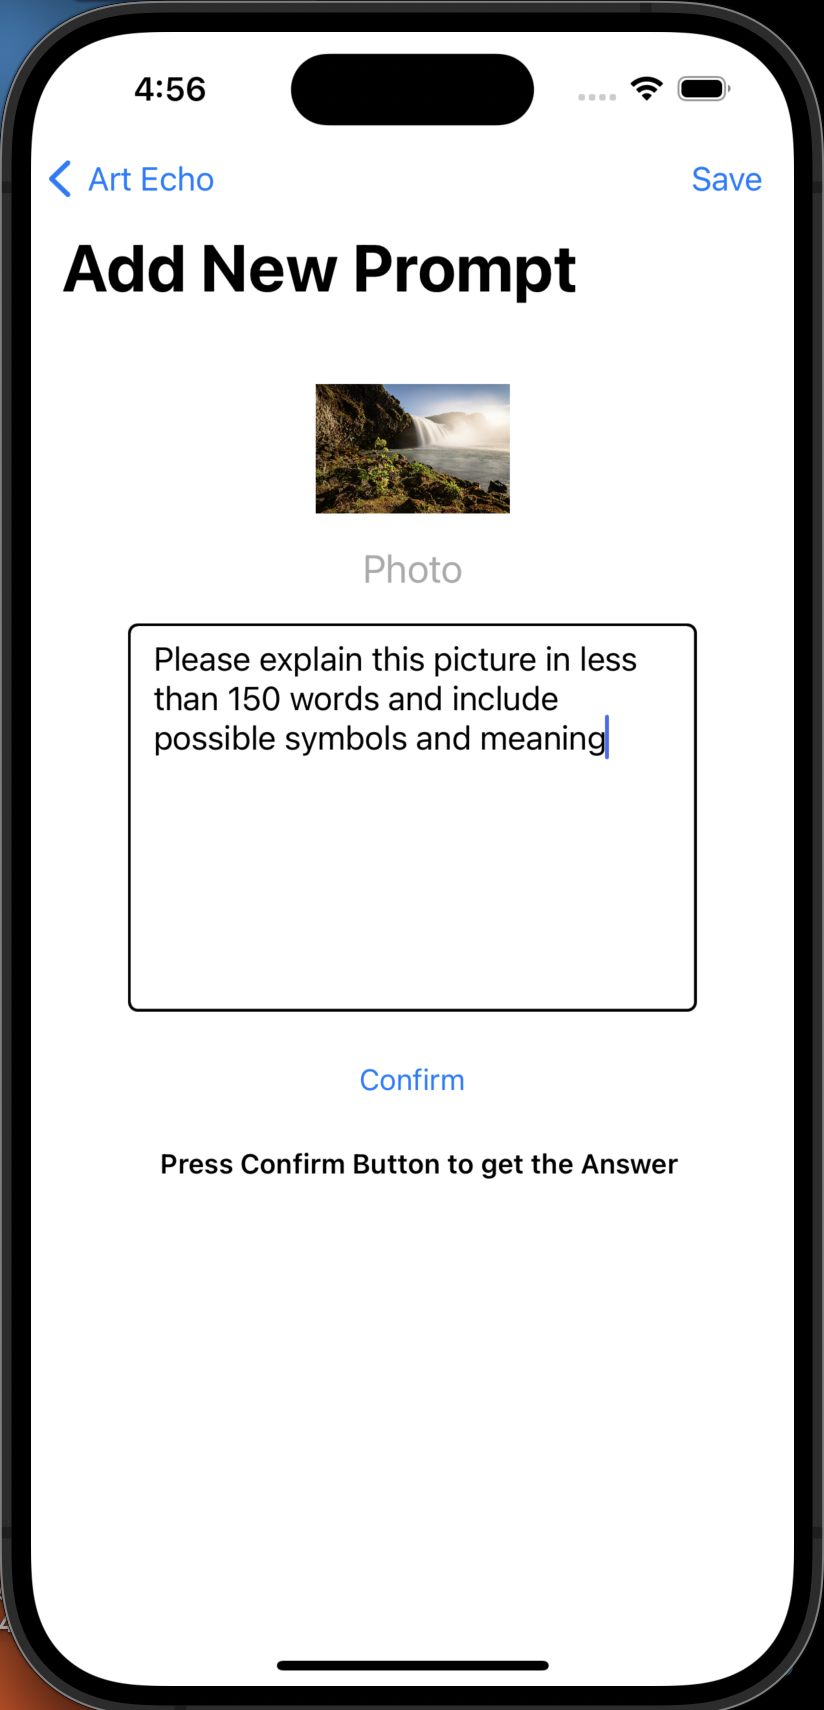 4:56
Art Echo
Save
Add New Prompt
Photo
Please explain this picture in less
than 150 words and include
possible symbols and meaning
Confirm
Press Confirm Button to get the Answer